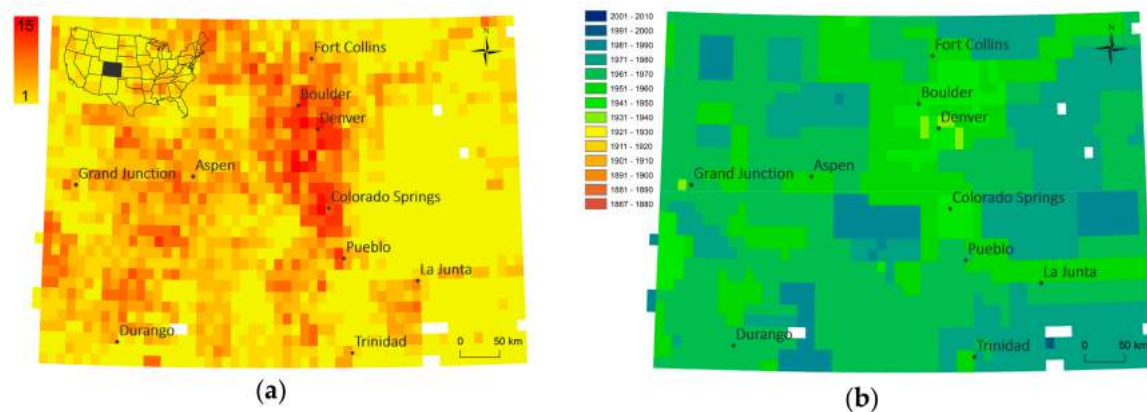 15
1
N
Fort Collins
Boulder
Denver
Grand Junction
Aspen
Colorado Springs
Pueblo
La Junta
Durango
Trinidad
0 50 km
(a)
2001 - 2010
1991 - 2000
1981 - 1990
1971 - 1980
1961 - 1970
1951 - 1960
1941 - 1950
1931 - 1940
1921 - 1930
1911 - 1920
1901 - 1910
1891 - 1900
1881 - 1890
1867 - 1880
N
Fort Collins
Boulder
Denver
Grand Junction
Aspen
Colorado Springs
Pueblo
La Junta
Durango
Trinidad
0 50 km
(b)